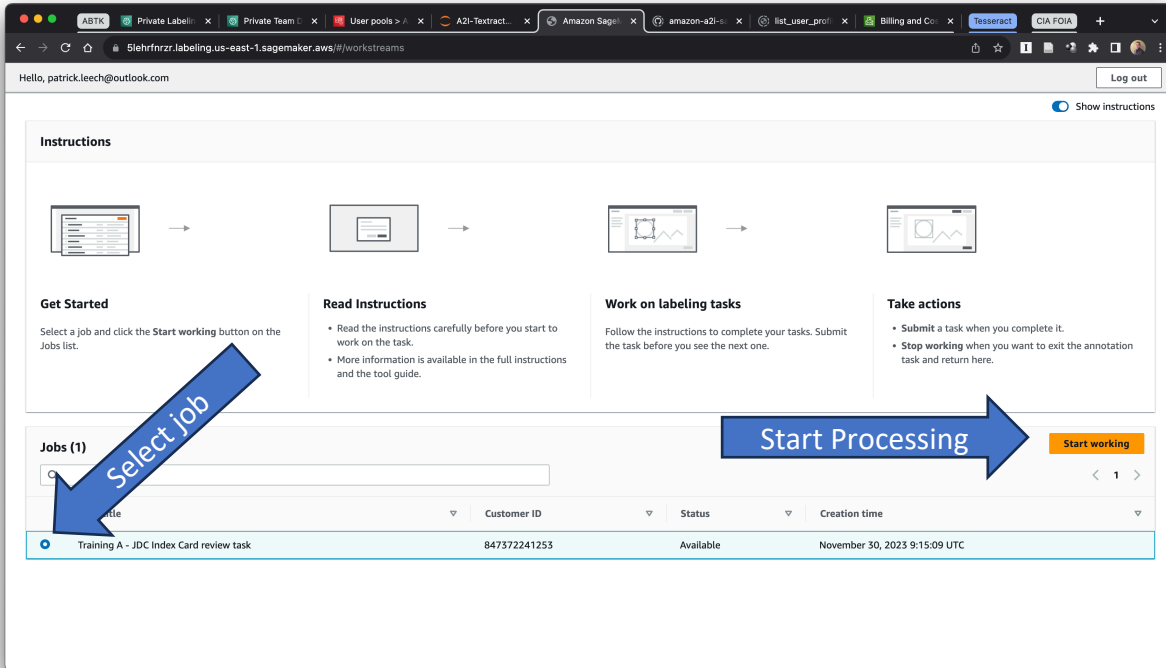 ABTK
Private Labelin
Private Team D
User pools > A
A2I-Textract...
Amazon SageM
amazon-a2i-sa
list_user_profi
Billing and Cos
Tesseract
CIA FOIA
5lehrfnrzr.labeling.us-east-1.sagemaker.aws/#/workstreams
Hello, patrick.leech@outlook.com
Log out
Show instructions
Instructions
Get Started
Select a job and click the Start working button on the
Jobs list.
Read Instructions
• Read the instructions carefully before you start to
work on the task.
• More information is available in the full instructions
and the tool guide.
Work on labeling tasks
Follow the instructions to complete your tasks. Submit
the task before you see the next one.
Take actions
• Submit a task when you complete it.
• Stop working when you want to exit the annotation
task and return here.
Select job
Start Processing
Jobs (1)
Start working
1
Customer ID
Status
Creation time
Training A - JDC Index Card review task
847372241253
Available
November 30, 2023 9:15:09 UTC